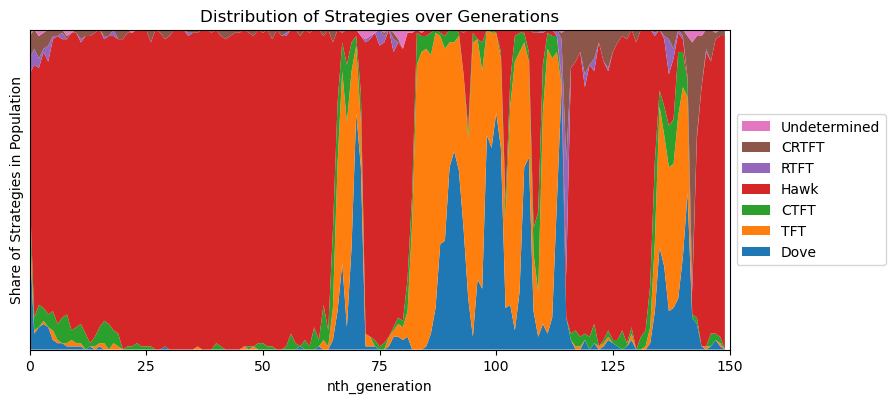 Distribution of Strategies over Generations
Share of Strategies in Population
0
25
50
75
100
125
150
nth_generation
Undetermined
CRTFT
RTFT
Hawk
CTFT
TFT
Dove